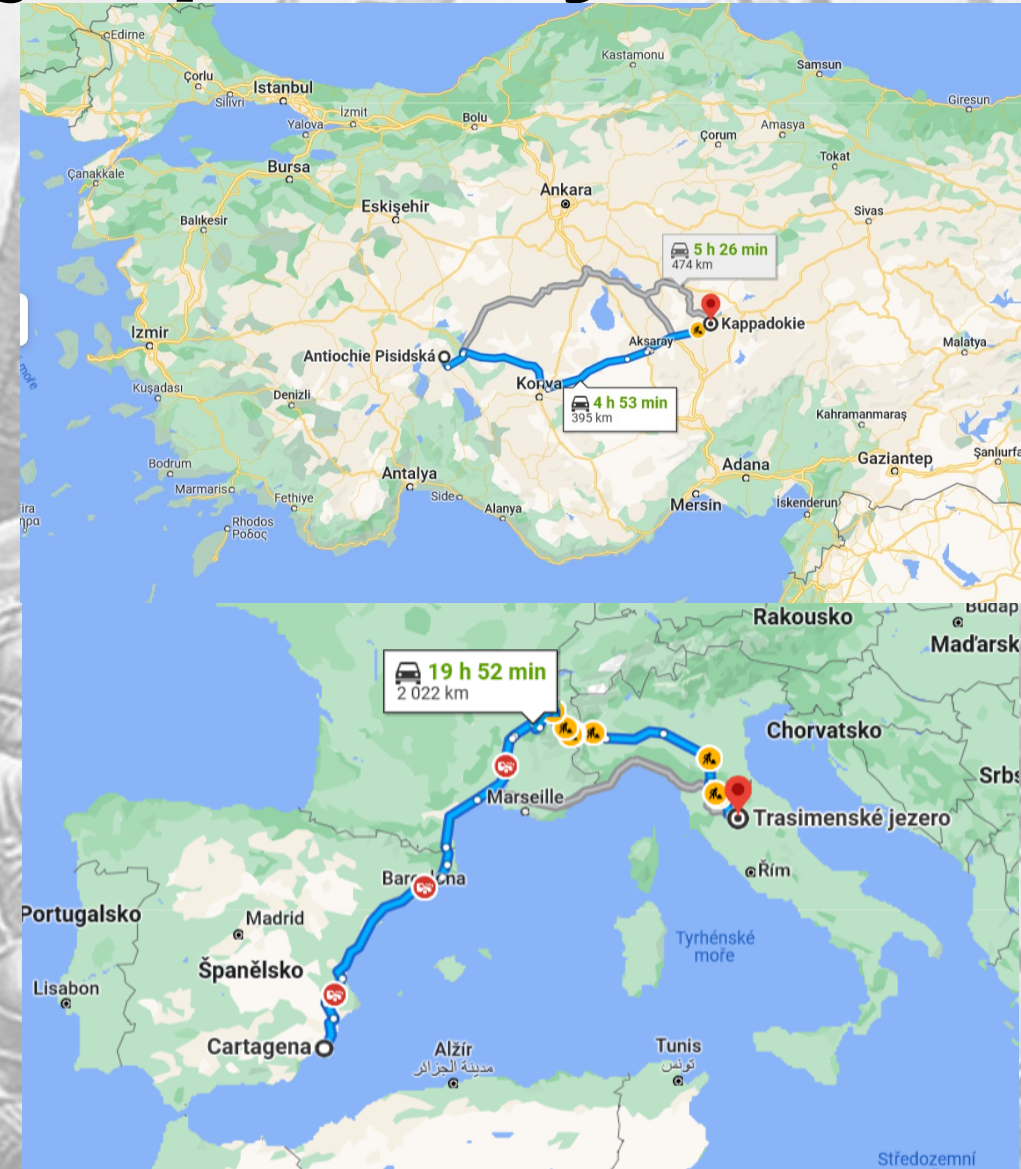 Edirne
Kastamonu
Samsun
Çorlu
Istanbul
Silivri
Giresun
İzmit
Bolu
Yalova
Amasya
Çorum
Tokat
Bursa
Çanakkale
Ankara
Eskişehir
Balıkesir
Sivas
5 h 26 min
474 km
Kappadokie
Izmir
Aksaray
Malatya
Antiochie Pisidská
moře
Konya
Kuşadası
Denizli
4 h 53 min
395 km
Kahramanmaraş
Gaziantep
Şanlıurfa
Bodrum
Adana
Antalya
Marmaris
Fethiye
Side
Mersin
İskenderun
Alanya
Rhodos
Ρόδος
Rakousko
Budap
Maďarsk
19 h 52 min
2 022 km
Chorvatsko
Srbs
Marseille
Trasimenské jezero
Řím
Barcelona
Portugalsko
Madrid
Tyrhénské
moře
Španělsko
Lisabon
Cartagena
Alžír
مدينة الجزائر
Tunis
تونس
Středozemní